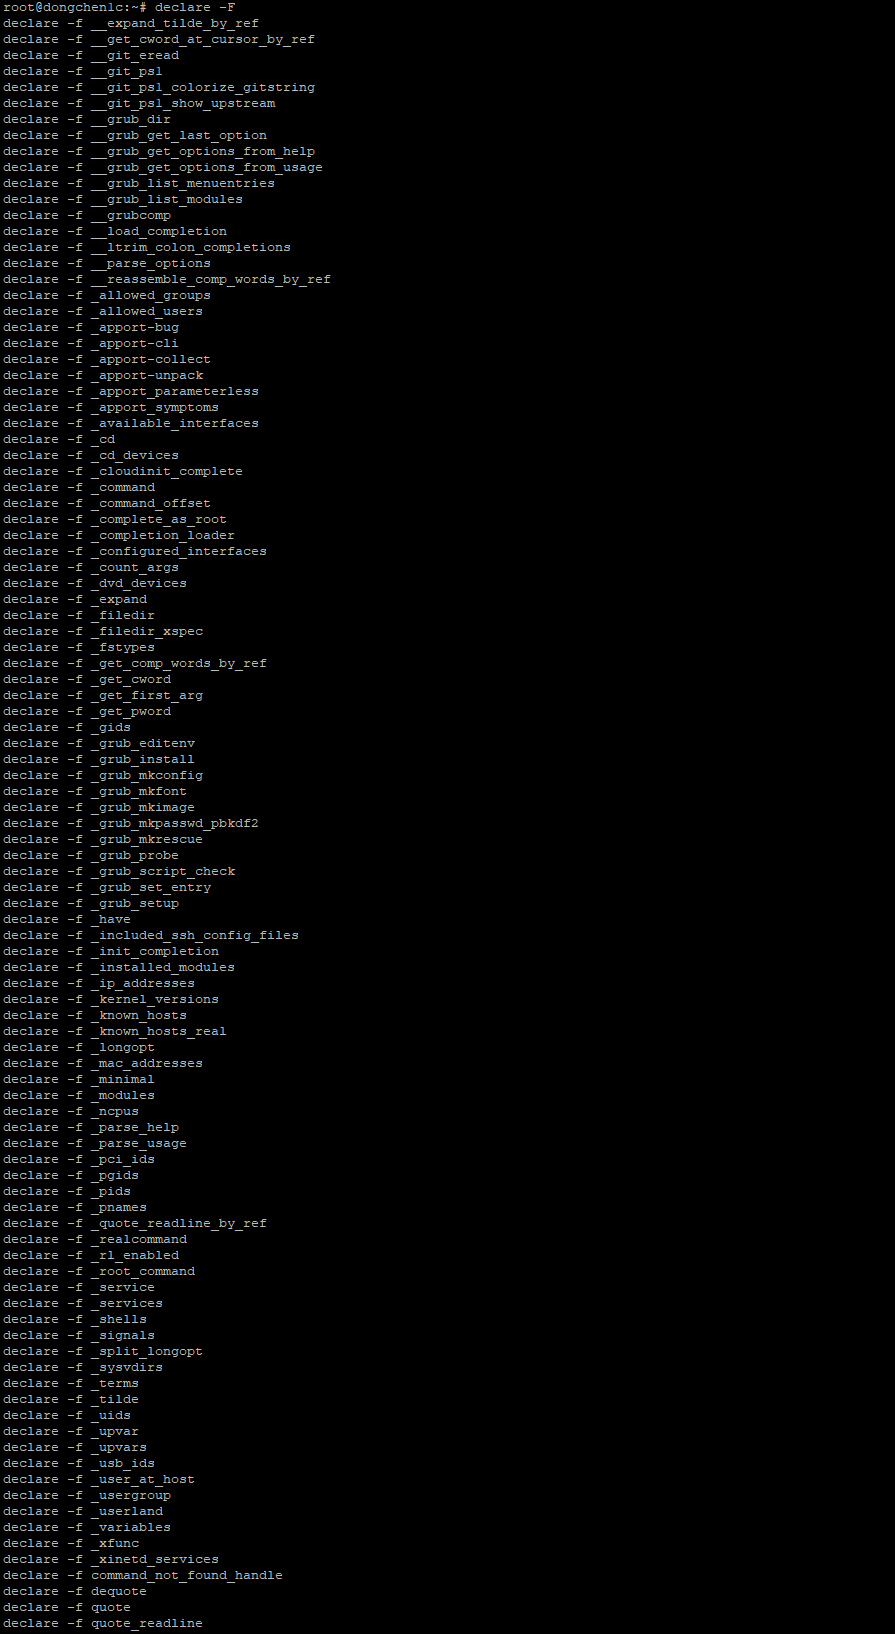 root@dongchen1c:~# declare -F
declare -f __expand_tilde_by_ref
declare -f __get_cword_at_cursor_by_ref
declare -f __git_eread
declare -f __git_ps1
declare -f __git_ps1_colorize_gitstring
declare -f __git_ps1_show_upstream
declare -f __grub_dir
declare -f __grub_get_last_option
declare -f __grub_get_options_from_help
declare -f __grub_get_options_from_usage
declare -f __grub_list_menuentries
declare -f __grub_list_modules
declare -f __grubcomp
declare -f __load_completion
declare -f __ltrim_colon_completions
declare -f __parse_options
declare -f __reassemble_comp_words_by_ref
declare -f _allowed_groups
declare -f _allowed_users
declare -f _apport-bug
declare -f _apport-cli
declare -f _apport-collect
declare -f _apport-unpack
declare -f _apport_parameterless
declare -f _apport_symptoms
declare -f _available_interfaces
declare -f _cd
declare -f _cd_devices
declare -f _cloudinit_complete
declare -f _command
declare -f _command_offset
declare -f _complete_as_root
declare -f _completion_loader
declare -f _configured_interfaces
declare -f _count_args
declare -f _dvd_devices
declare -f _expand
declare -f _filedir
declare -f _filedir_xspec
declare -f _fstypes
declare -f _get_comp_words_by_ref
declare -f _get_cword
declare -f _get_first_arg
declare -f _get_pword
declare -f _gids
declare -f _grub_editenv
declare -f _grub_install
declare -f _grub_mkconfig
declare -f _grub_mkfont
declare -f _grub_mkimage
declare -f _grub_mkpasswd_pbkdf2
declare -f _grub_mkrescue
declare -f _grub_probe
declare -f _grub_script_check
declare -f _grub_set_entry
declare -f _grub_setup
declare -f _have
declare -f _included_ssh_config_files
declare -f _init_completion
declare -f _installed_modules
declare -f _ip_addresses
declare -f _kernel_versions
declare -f _known_hosts
declare -f _known_hosts_real
declare -f _longopt
declare -f _mac_addresses
declare -f _minimal
declare -f _modules
declare -f _ncpus
declare -f _parse_help
declare -f _parse_usage
declare -f _pci_ids
declare -f _pgids
declare -f _pids
declare -f _pnames
declare -f _quote_readline_by_ref
declare -f _realcommand
declare -f _rl_enabled
declare -f _root_command
declare -f _service
declare -f _services
declare -f _shells
declare -f _signals
declare -f _split_longopt
declare -f _sysvdirs
declare -f _terms
declare -f _tilde
declare -f _uids
declare -f _upvar
declare -f _upvars
declare -f _usb_ids
declare -f _user_at_host
declare -f _usergroup
declare -f _userland
declare -f _variables
declare -f _xfunc
declare -f _xinetd_services
declare -f command_not_found_handle
declare -f dequote
declare -f quote
declare -f quote_readline